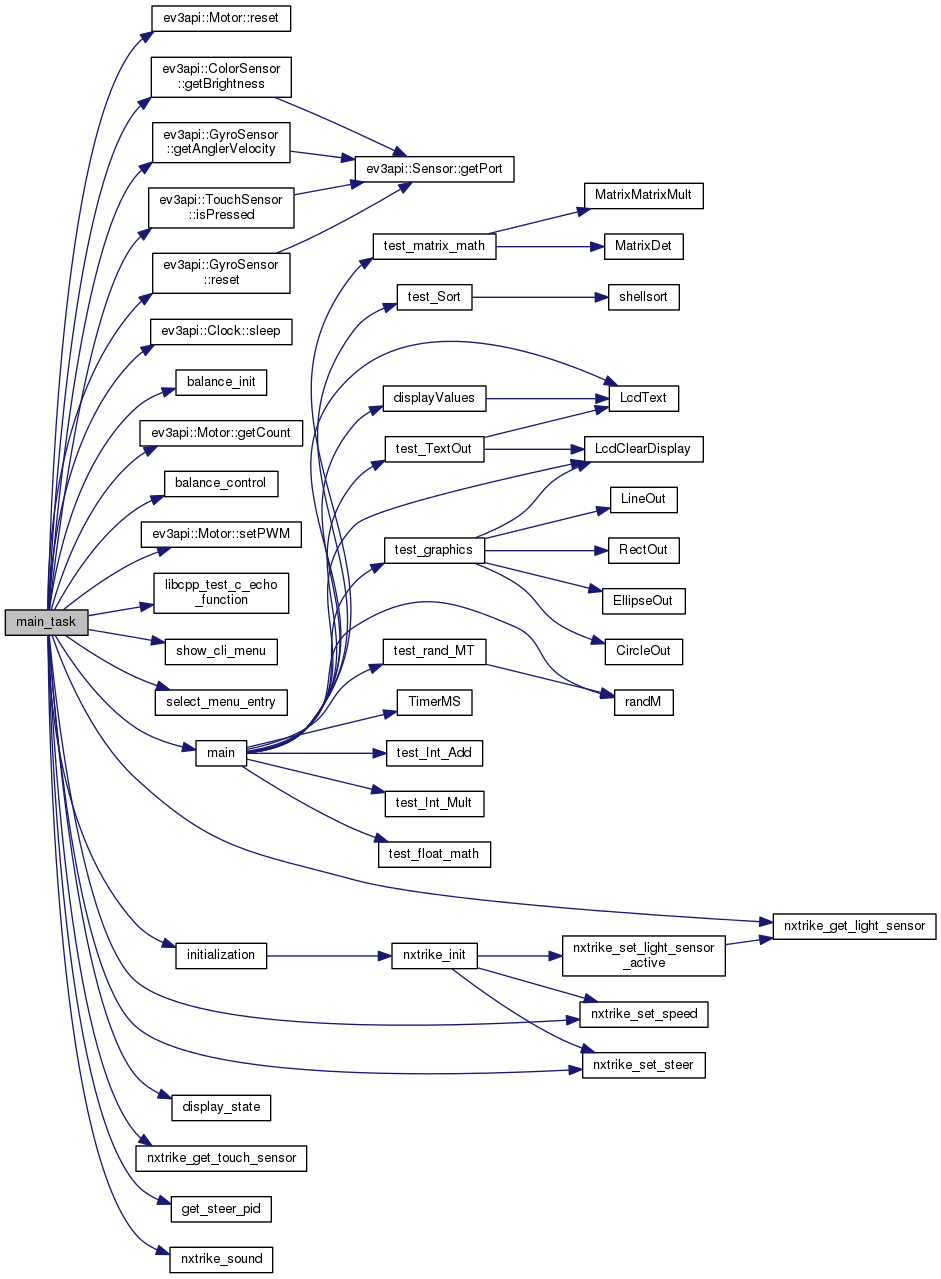 main_task
ev3api::Motor::reset
ev3api::ColorSensor
::getBrightness
ev3api::GyroSensor
::getAnglerVelocity
ev3api::TouchSensor
::isPressed
ev3api::GyroSensor
::reset
ev3api::Clock::sleep
balance_init
ev3api::Motor::getCount
balance_control
ev3api::Motor::setPWM
libcpp_test_c_echo
_function
show_cli_menu
select_menu_entry
main
initialization
display_state
nxtrike_get_touch_sensor
get_steer_pid
nxtrike_sound
ev3api::Sensor::getPort
test_matrix_math
test_Sort
displayValues
test_TextOut
test_graphics
test_rand_MT
TimerMS
test_Int_Add
test_Int_Mult
test_float_math
nxtrike_init
MatrixMatrixMult
MatrixDet
shellsort
LcdText
LcdClearDisplay
LineOut
RectOut
EllipseOut
CircleOut
randM
nxtrike_set_light_sensor
_active
nxtrike_set_speed
nxtrike_set_steer
nxtrike_get_light_sensor